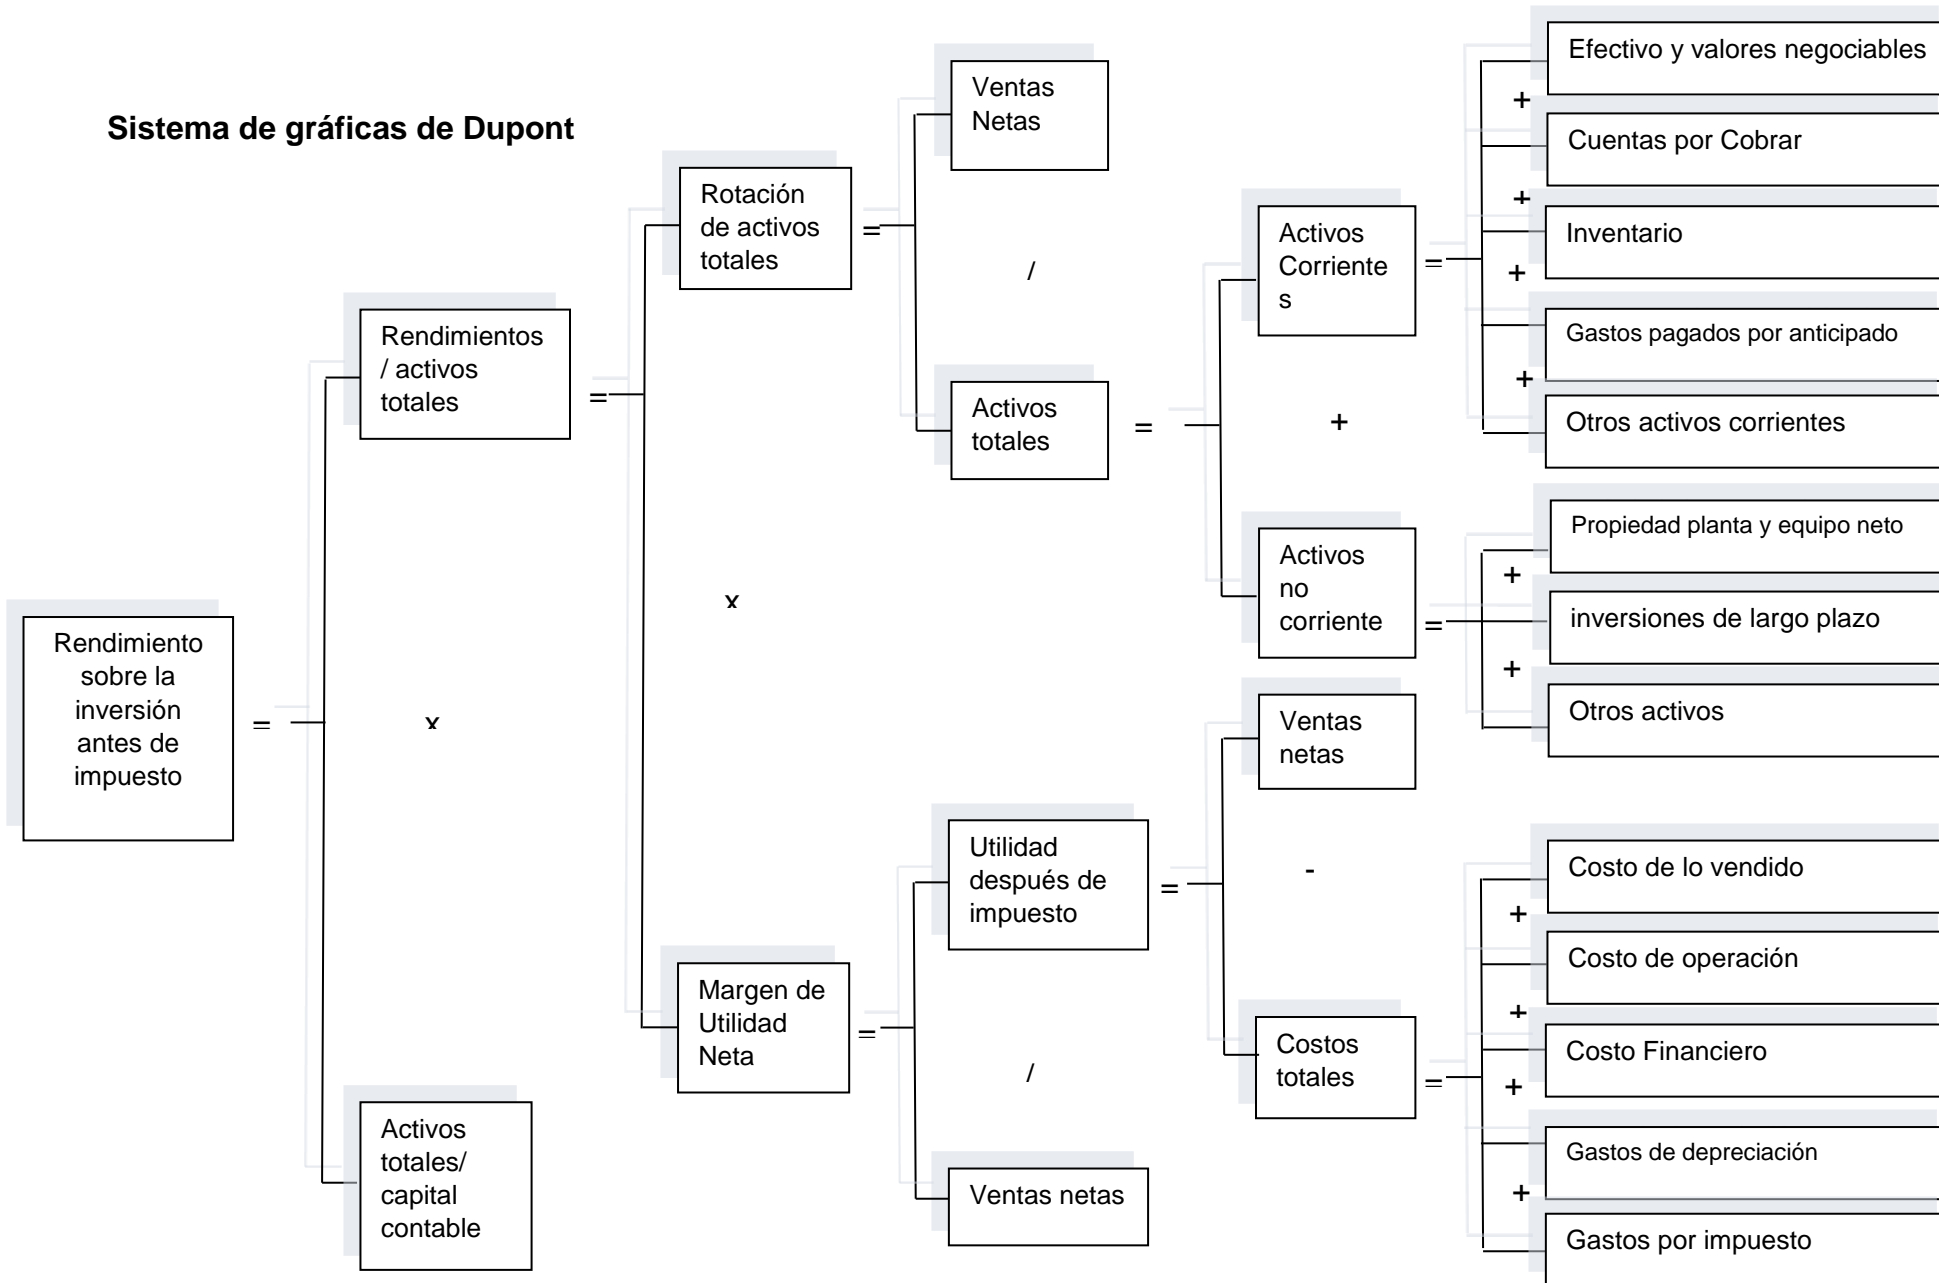 Sistema de gráficas de Dupont
Rendimiento
sobre la
inversión
antes de
impuesto
=
Rendimientos
/ activos
totales
x
Activos
totales/
capital
contable
=
Rotación
de activos
totales
x
Margen de
Utilidad
Neta
=
Ventas
Netas
/
Activos
totales
=
Utilidad
después de
impuesto
/
Ventas netas
=
Activos
Corriente
s
+
Activos
no
corriente
=
Ventas
netas
-
Costos
totales
=
Efectivo y valores negociables
+
Cuentas por Cobrar
+
Inventario
+
Gastos pagados por anticipado
+
Otros activos corrientes
=
Propiedad planta y equipo neto
+
inversiones de largo plazo
+
Otros activos
=
Costo de lo vendido
+
Costo de operación
+
Costo Financiero
+
Gastos de depreciación
+
Gastos por impuesto